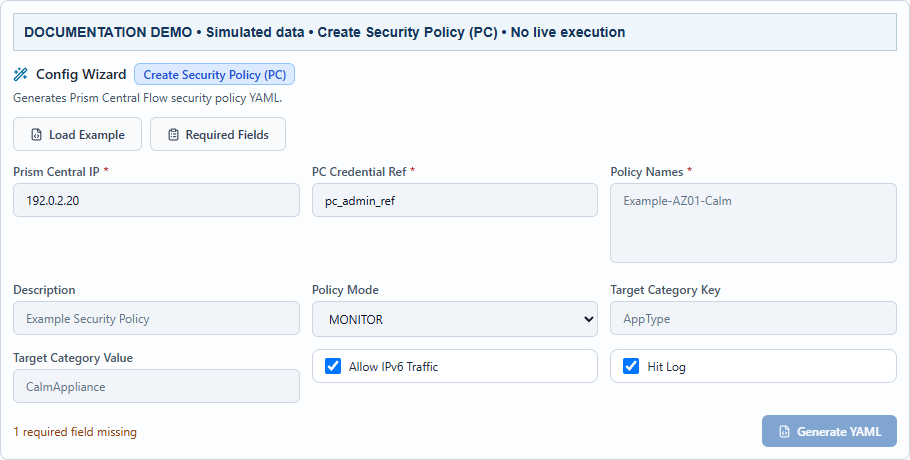 DOCUMENTATION DEMO • Simulated data • Create Security Policy (PC) • No live execution
Config Wizard Create Security Policy (PC)
Generates Prism Central Flow security policy YAML.
Load Example Required Fields
Prism Central IP * PC Credential Ref * Policy Names *
192.0.2.20 pc_admin_ref Example-AZ01-Calm
Description Policy Mode Target Category Key
Example Security Policy MONITOR AppType
Target Category Value
Allow IPv6 Traffic Hit Log
CalmAppliance
1 required field missing Generate YAML